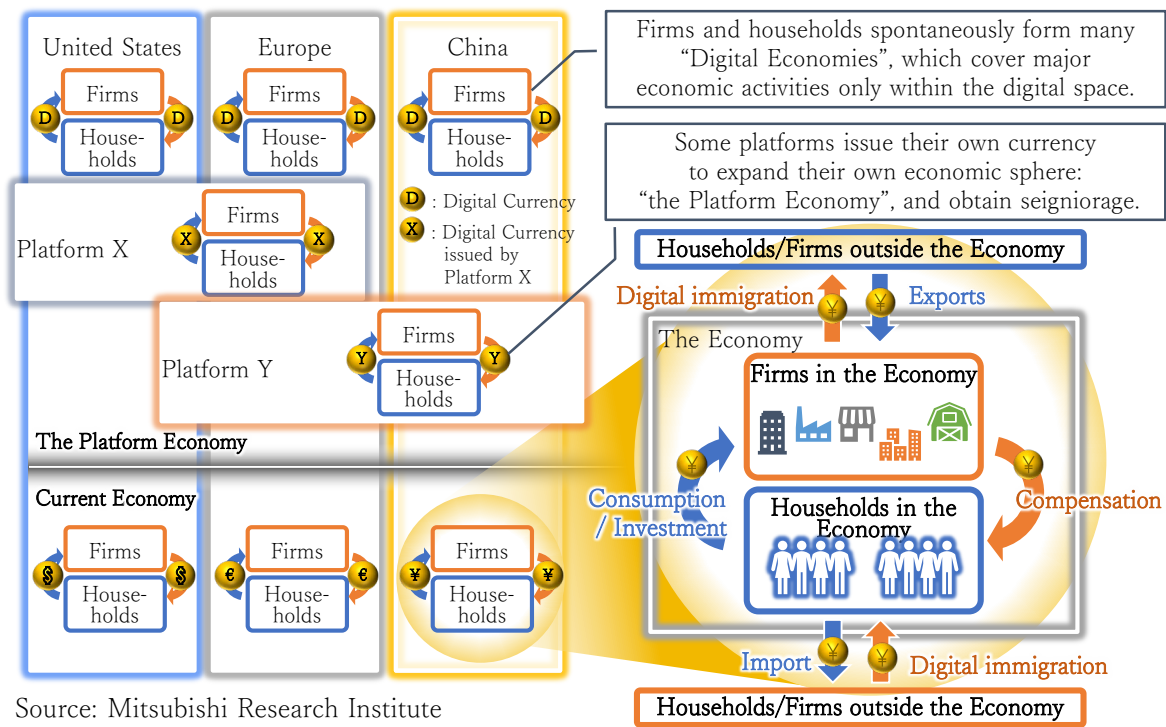 United States
Europe
China
Firms
House-
holds
D
D
Firms
House-
holds
D
D
Firms
House-
holds
D
D
Firms and households spontaneously form many
“Digital Economies”, which cover major
economic activities only within the digital space.
Some platforms issue their own currency
to expand their own economic sphere:
“the Platform Economy”, and obtain seigniorage.
D : Digital Currency
X : Digital Currency
issued by
Platform X
Platform X
Firms
House-
holds
X
X
Platform Y
Firms
House-
holds
Y
Y
The Platform Economy
Current Economy
Firms
House-
holds
$
$
Firms
House-
holds
€
€
Firms
House-
holds
¥
¥
Households/Firms outside the Economy
Digital immigration
¥
¥
Exports
The Economy
Firms in the Economy
¥
¥
Consumption
/ Investment
Compensation
Households in the
Economy
Import
¥
¥
Digital immigration
Households/Firms outside the Economy
Source: Mitsubishi Research Institute